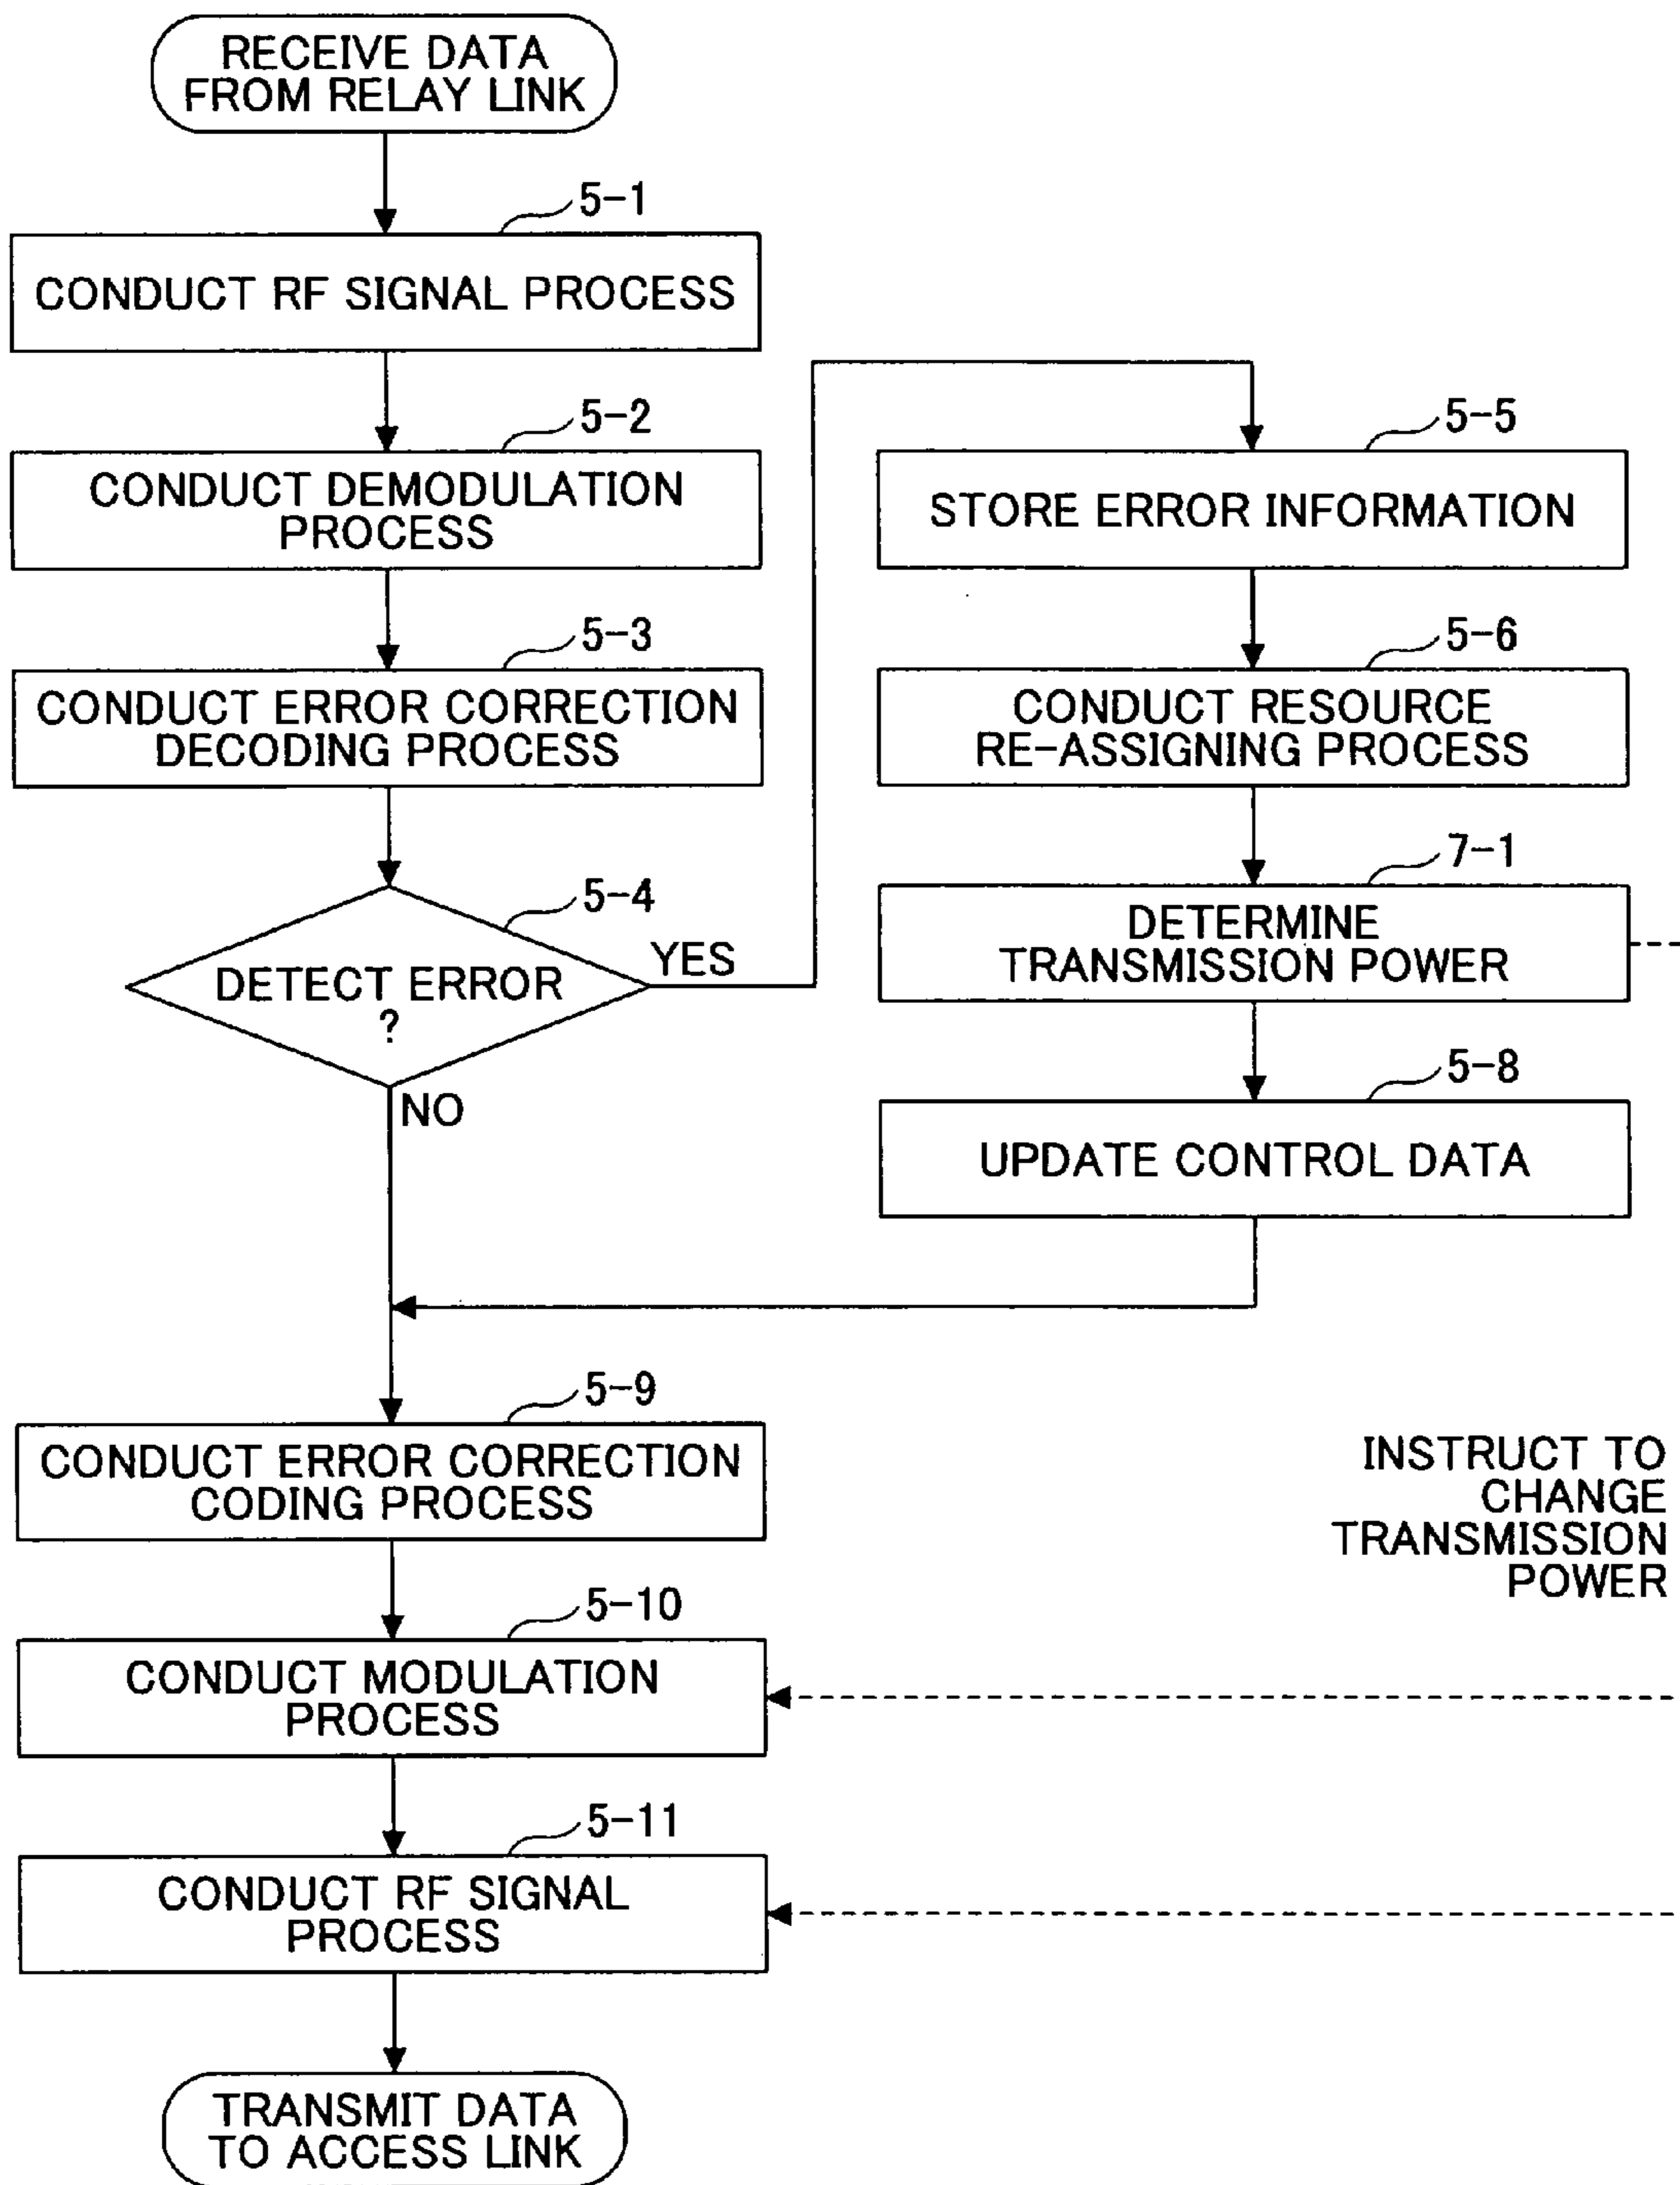 RECEIVE DATA
FROM RELAY LINK
5-1
CONDUCT RF SIGNAL PROCESS
5-2
CONDUCT DEMODULATION
PROCESS
5-3
CONDUCT ERROR CORRECTION
DECODING PROCESS
5-4
DETECT ERROR
?
YES
NO
5-5
STORE ERROR INFORMATION
5-6
CONDUCT RESOURCE
RE-ASSIGNING PROCESS
7-1
DETERMINE
TRANSMISSION POWER
5-8
UPDATE CONTROL DATA
5-9
CONDUCT ERROR CORRECTION
CODING PROCESS
INSTRUCT TO
CHANGE
TRANSMISSION
POWER
5-10
CONDUCT MODULATION
PROCESS
5-11
CONDUCT RF SIGNAL
PROCESS
TRANSMIT DATA
TO ACCESS LINK